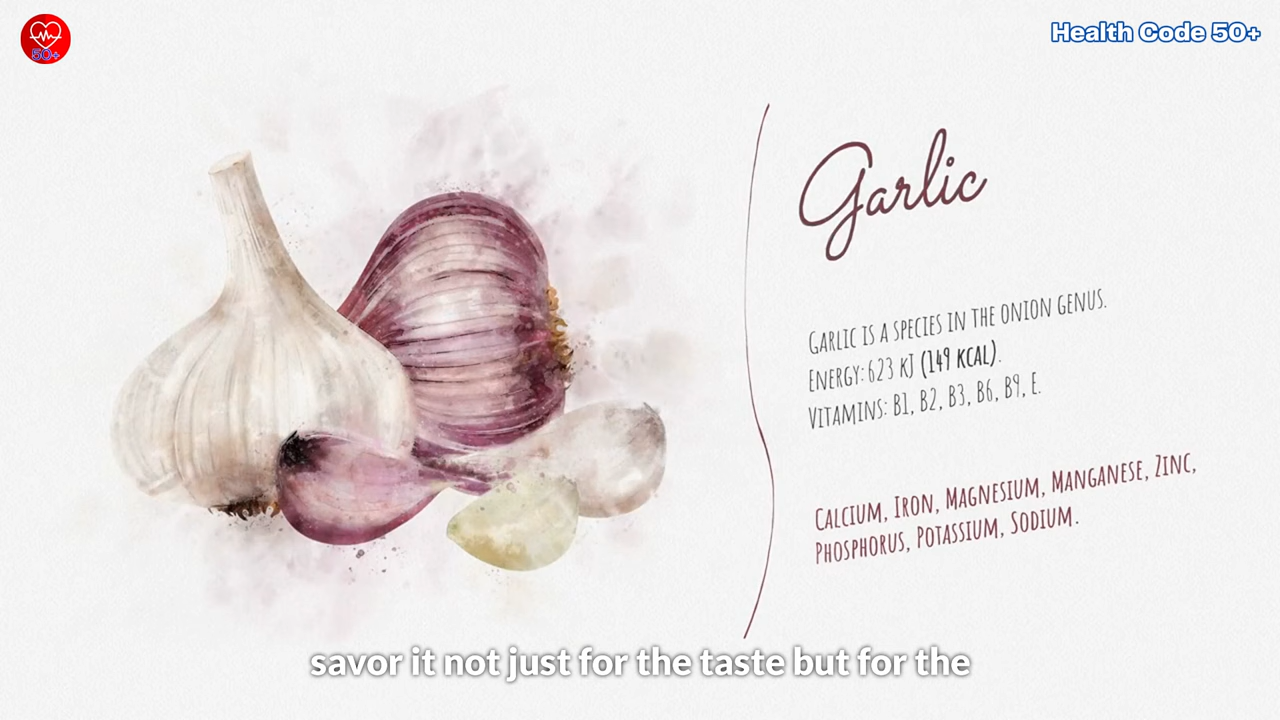 50+
Health Code 50+
Garlic
GARLIC IS A SPECIES IN THE ONION GENUS.
ENERGY: 623 KJ (149 KCAL).
VITAMINS: B1, B2, B3, B6, B9, E.
CALCIUM, IRON, MAGNESIUM, MANGANESE, ZINC,
PHOSPHORUS, POTASSIUM, SODIUM.
savor it not just for the taste but for the